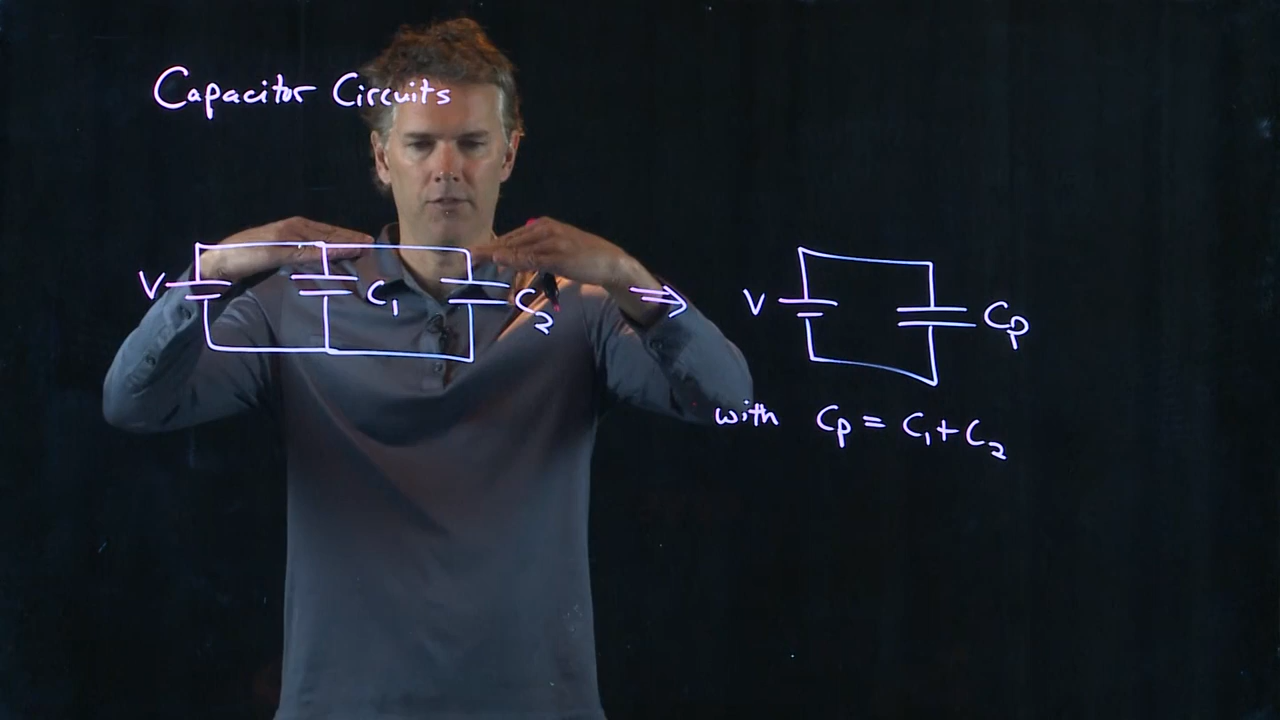 Capacitor Circuits
V C₁ C₂ ⇒ V Cp
with Cp = C₁ + C₂